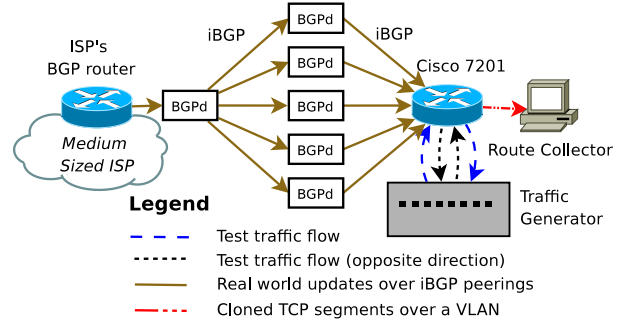 ISP's
BGP router
iBGP
BGPd
iBGP
Cisco 7201
BGPd
BGPd
BGPd
Medium
Sized ISP
BGPd
Route Collector
BGPd
Traffic
Generator
Legend
Test traffic flow
Test traffic flow (opposite direction)
Real world updates over iBGP peerings
Cloned TCP segments over a VLAN